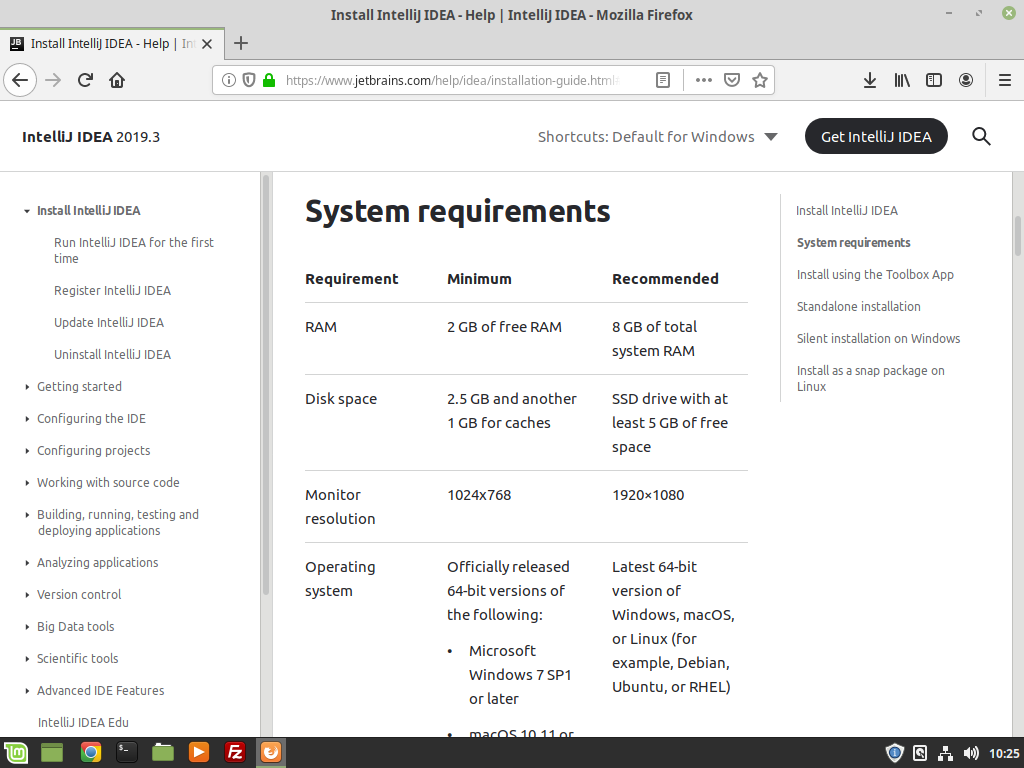 Install IntelliJ IDEA - Help | IntelliJ IDEA - Mozilla Firefox
JB
Install IntelliJ IDEA - Help | Int
https://www.jetbrains.com/help/idea/installation-guide.html
IntelliJ IDEA 2019.3
Shortcuts: Default for Windows
Get IntelliJ IDEA
Install IntelliJ IDEA
Run IntelliJ IDEA for the first
time
Register IntelliJ IDEA
Update IntelliJ IDEA
Uninstall IntelliJ IDEA
Getting started
Configuring the IDE
Configuring projects
Working with source code
Building, running, testing and
deploying applications
Analyzing applications
Version control
Big Data tools
Scientific tools
Advanced IDE Features
IntelliJ IDEA Edu
System requirements
Requirement Minimum Recommended
RAM 2 GB of free RAM 8 GB of total
system RAM
Disk space 2.5 GB and another SSD drive with at
1 GB for caches least 5 GB of free
space
Monitor 1024x768 1920×1080
resolution
Operating Officially released Latest 64-bit
system 64-bit versions of version of
the following: Windows, macOS,
or Linux (for
• Microsoft example, Debian,
Windows 7 SP1 Ubuntu, or RHEL)
or later
• macOS 10.11 or
Install IntelliJ IDEA
System requirements
Install using the Toolbox App
Standalone installation
Silent installation on Windows
Install as a snap package on
Linux
10:25